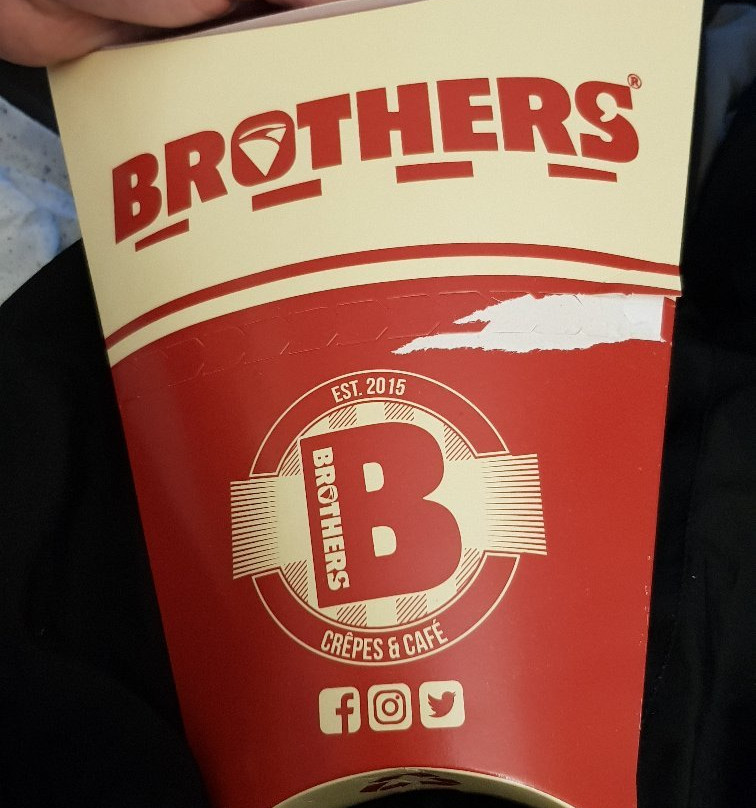 BROTHERS®
EST. 2015
B
BROTHERS
CRÊPES & CAFÉ